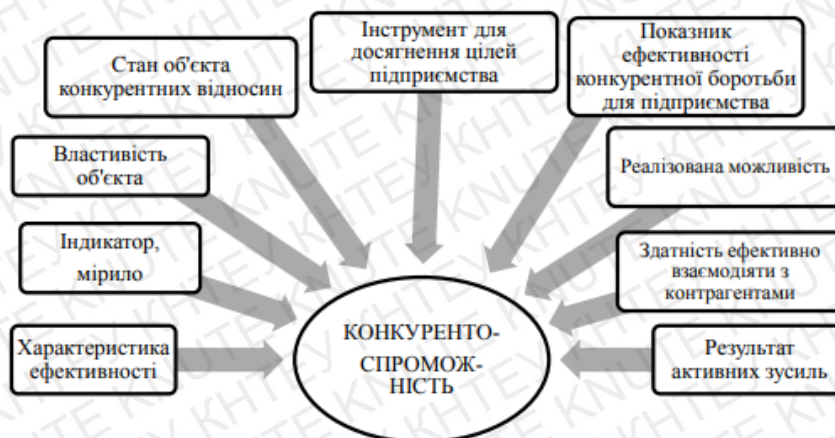 Стан об'єкта
конкурентних відносин
Інструмент для
досягнення цілей
підприємства
Показник
ефективності
конкурентної боротьби
для підприємства
Властивість
об'єкта
Реалізована можливість
Індикатор,
мірило
Здатність ефективно
взаємодіяти з
контрагентами
Характеристика
ефективності
КОНКУРЕНТО-
СПРОМОЖ-
НІСТЬ
Результат
активних зусиль